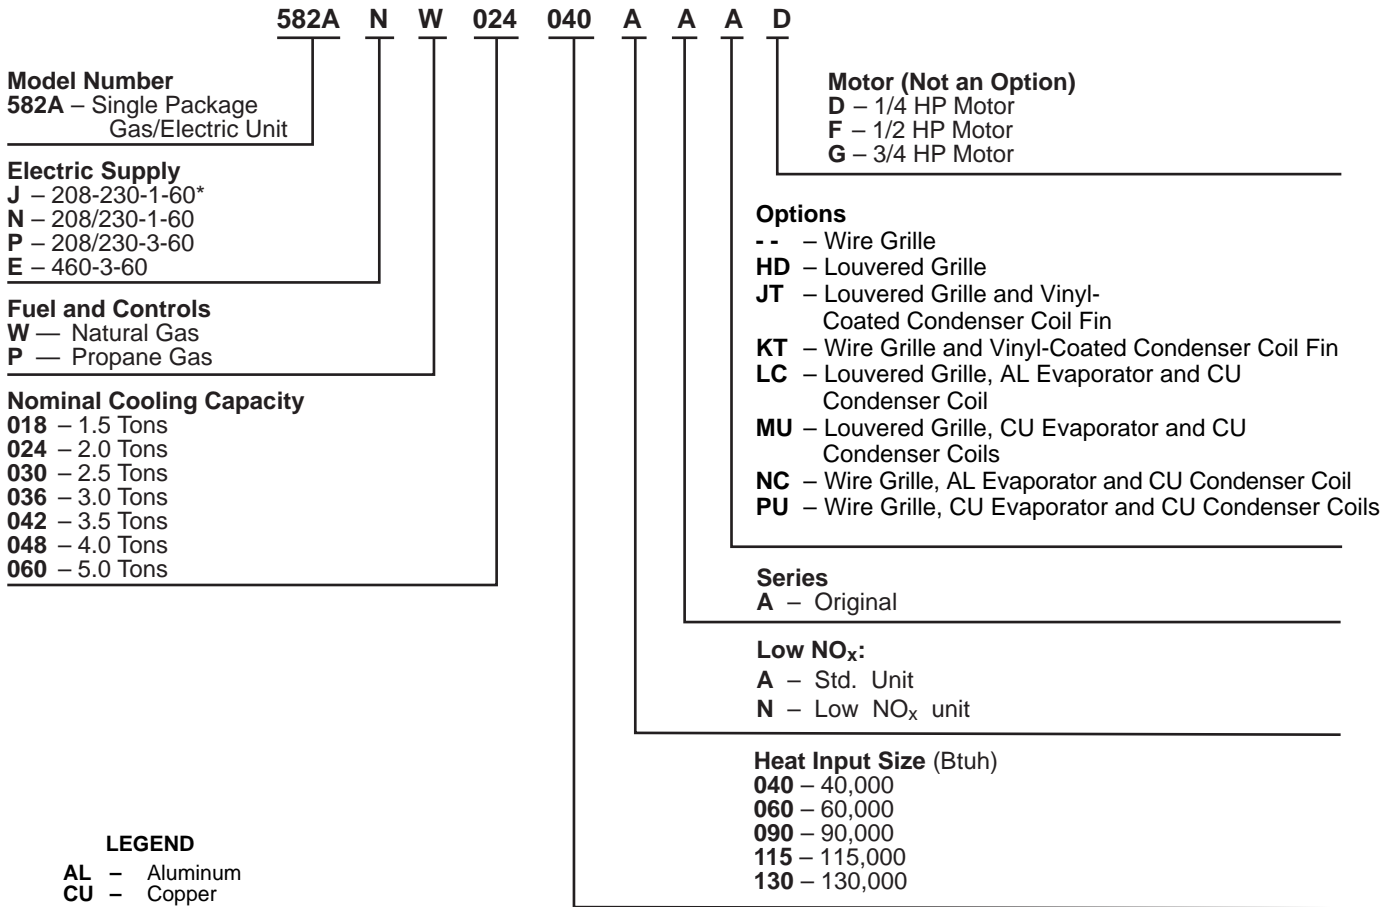 582A N W 024 040 A A A D
Model Number
582A – Single Package
Gas/Electric Unit
Electric Supply
J – 208-230-1-60*
N – 208/230-1-60
P – 208/230-3-60
E – 460-3-60
Fuel and Controls
W — Natural Gas
P — Propane Gas
Nominal Cooling Capacity
018 – 1.5 Tons
024 – 2.0 Tons
030 – 2.5 Tons
036 – 3.0 Tons
042 – 3.5 Tons
048 – 4.0 Tons
060 – 5.0 Tons
LEGEND
AL – Aluminum
CU – Copper
Motor (Not an Option)
D – 1/4 HP Motor
F – 1/2 HP Motor
G – 3/4 HP Motor
Options
- - – Wire Grille
HD – Louvered Grille
JT – Louvered Grille and Vinyl-
Coated Condenser Coil Fin
KT – Wire Grille and Vinyl-Coated Condenser Coil Fin
LC – Louvered Grille, AL Evaporator and CU
Condenser Coil
MU – Louvered Grille, CU Evaporator and CU
Condenser Coils
NC – Wire Grille, AL Evaporator and CU Condenser Coil
PU – Wire Grille, CU Evaporator and CU Condenser Coils
Series
A – Original
Low NOx:
A – Std. Unit
N – Low NOx unit
Heat Input Size (Btuh)
040 – 40,000
060 – 60,000
090 – 90,000
115 – 115,000
130 – 130,000